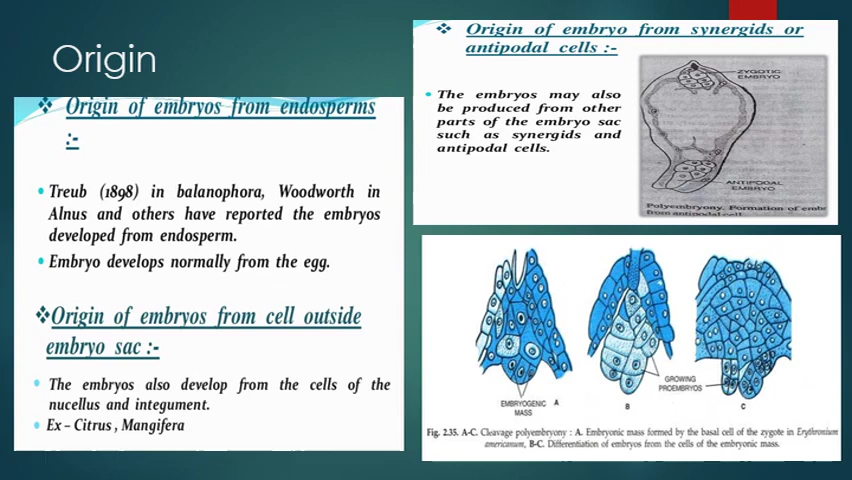 Origin
❖ Origin of embryos from endosperms
:-
• Treub (1898) in balanophora, Woodworth in
Alnus and others have reported the embryos
developed from endosperm.
• Embryo develops normally from the egg.
❖Origin of embryos from cell outside
embryo sac :-
• The embryos also develop from the cells of the
nucellus and integument.
• Ex – Citrus , Mangifera
❖ Origin of embryo from synergids or
antipodal cells :-
• The embryos may also
be produced from other
parts of the embryo sac
such as synergids and
antipodal cells.
ZYGOTIC
EMBRYO
ANTIPODAL
EMBRYO
Polyembryony. Formation of emb
from antipodal cell
EMBRYOGENIC
MASS
A
B
GROWING
PROEMBRYOS
C
Fig. 2.35. A-C. Cleavage polyembryony : A. Embryonic mass formed by the basal cell of the zygote in Erythronium
americanum, B-C. Differentiation of embryos from the cells of the embryonic mass.